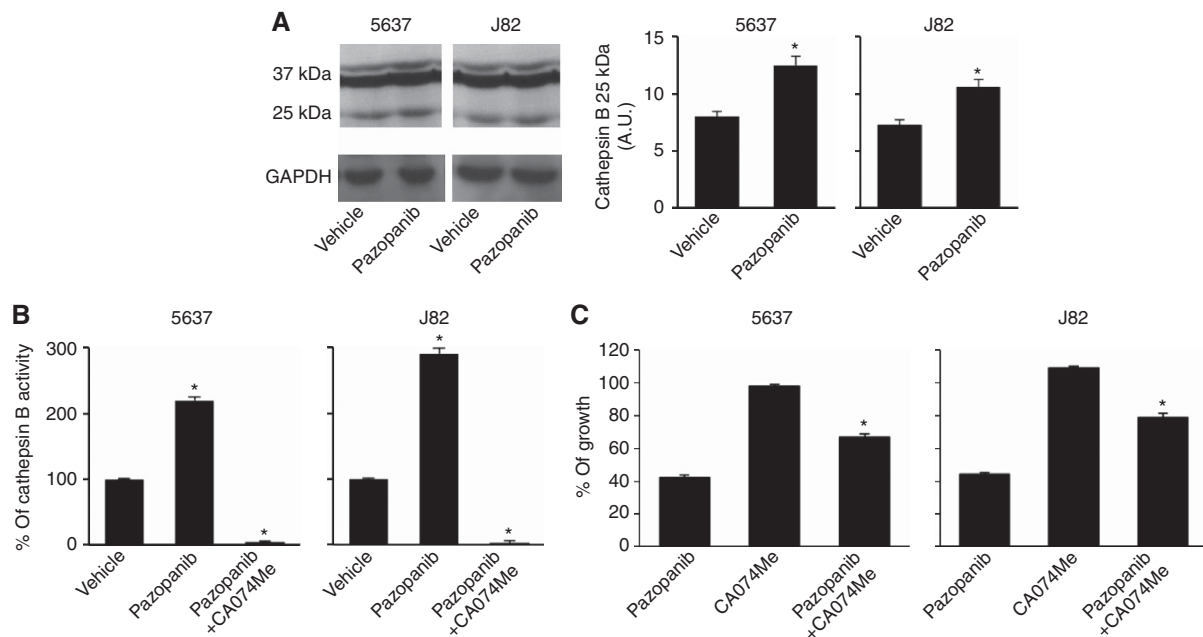 A
5637
J82
37 kDa
25 kDa
GAPDH
Vehicle
Pazopanib
Vehicle
Pazopanib
Cathepsin B 25 kDa
(A.U.)
5637
J82
15
10
5
0
*
*
Vehicle
Pazopanib
Vehicle
Pazopanib
B
5637
J82
% Of cathepsin B activity
300
200
100
0
*
*
*
*
Vehicle
Pazopanib
Pazopanib
+CA074Me
Vehicle
Pazopanib
Pazopanib
+CA074Me
C
5637
J82
% Of growth
120
100
80
60
40
20
0
*
*
Pazopanib
CA074Me
Pazopanib
+CA074Me
Pazopanib
CA074Me
Pazopanib
+CA074Me